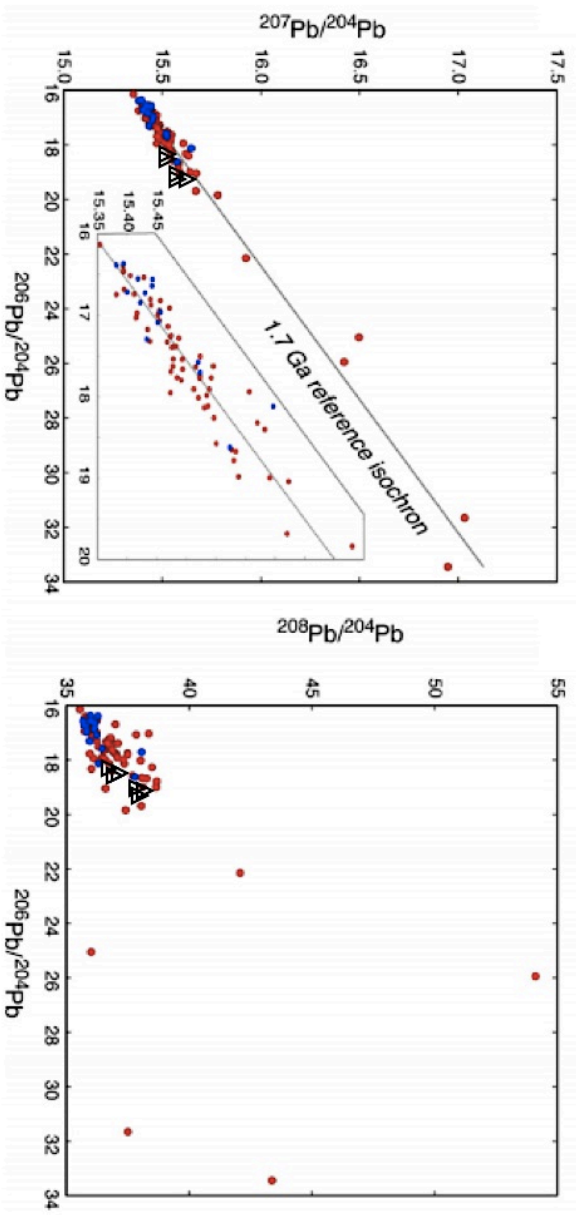 ²⁰⁷Pb/²⁰⁴Pb
15.0 15.5 16.0 16.5 17.0 17.5
16 18 20 22 24 26 28 30 32 34
²⁰⁶Pb/²⁰⁴Pb
1.7 Ga reference isochron
15.35 15.40 15.45
16 17 18 19 20
²⁰⁸Pb/²⁰⁴Pb
35 40 45 50 55
16 18 20 22 24 26 28 30 32 34
²⁰⁶Pb/²⁰⁴Pb